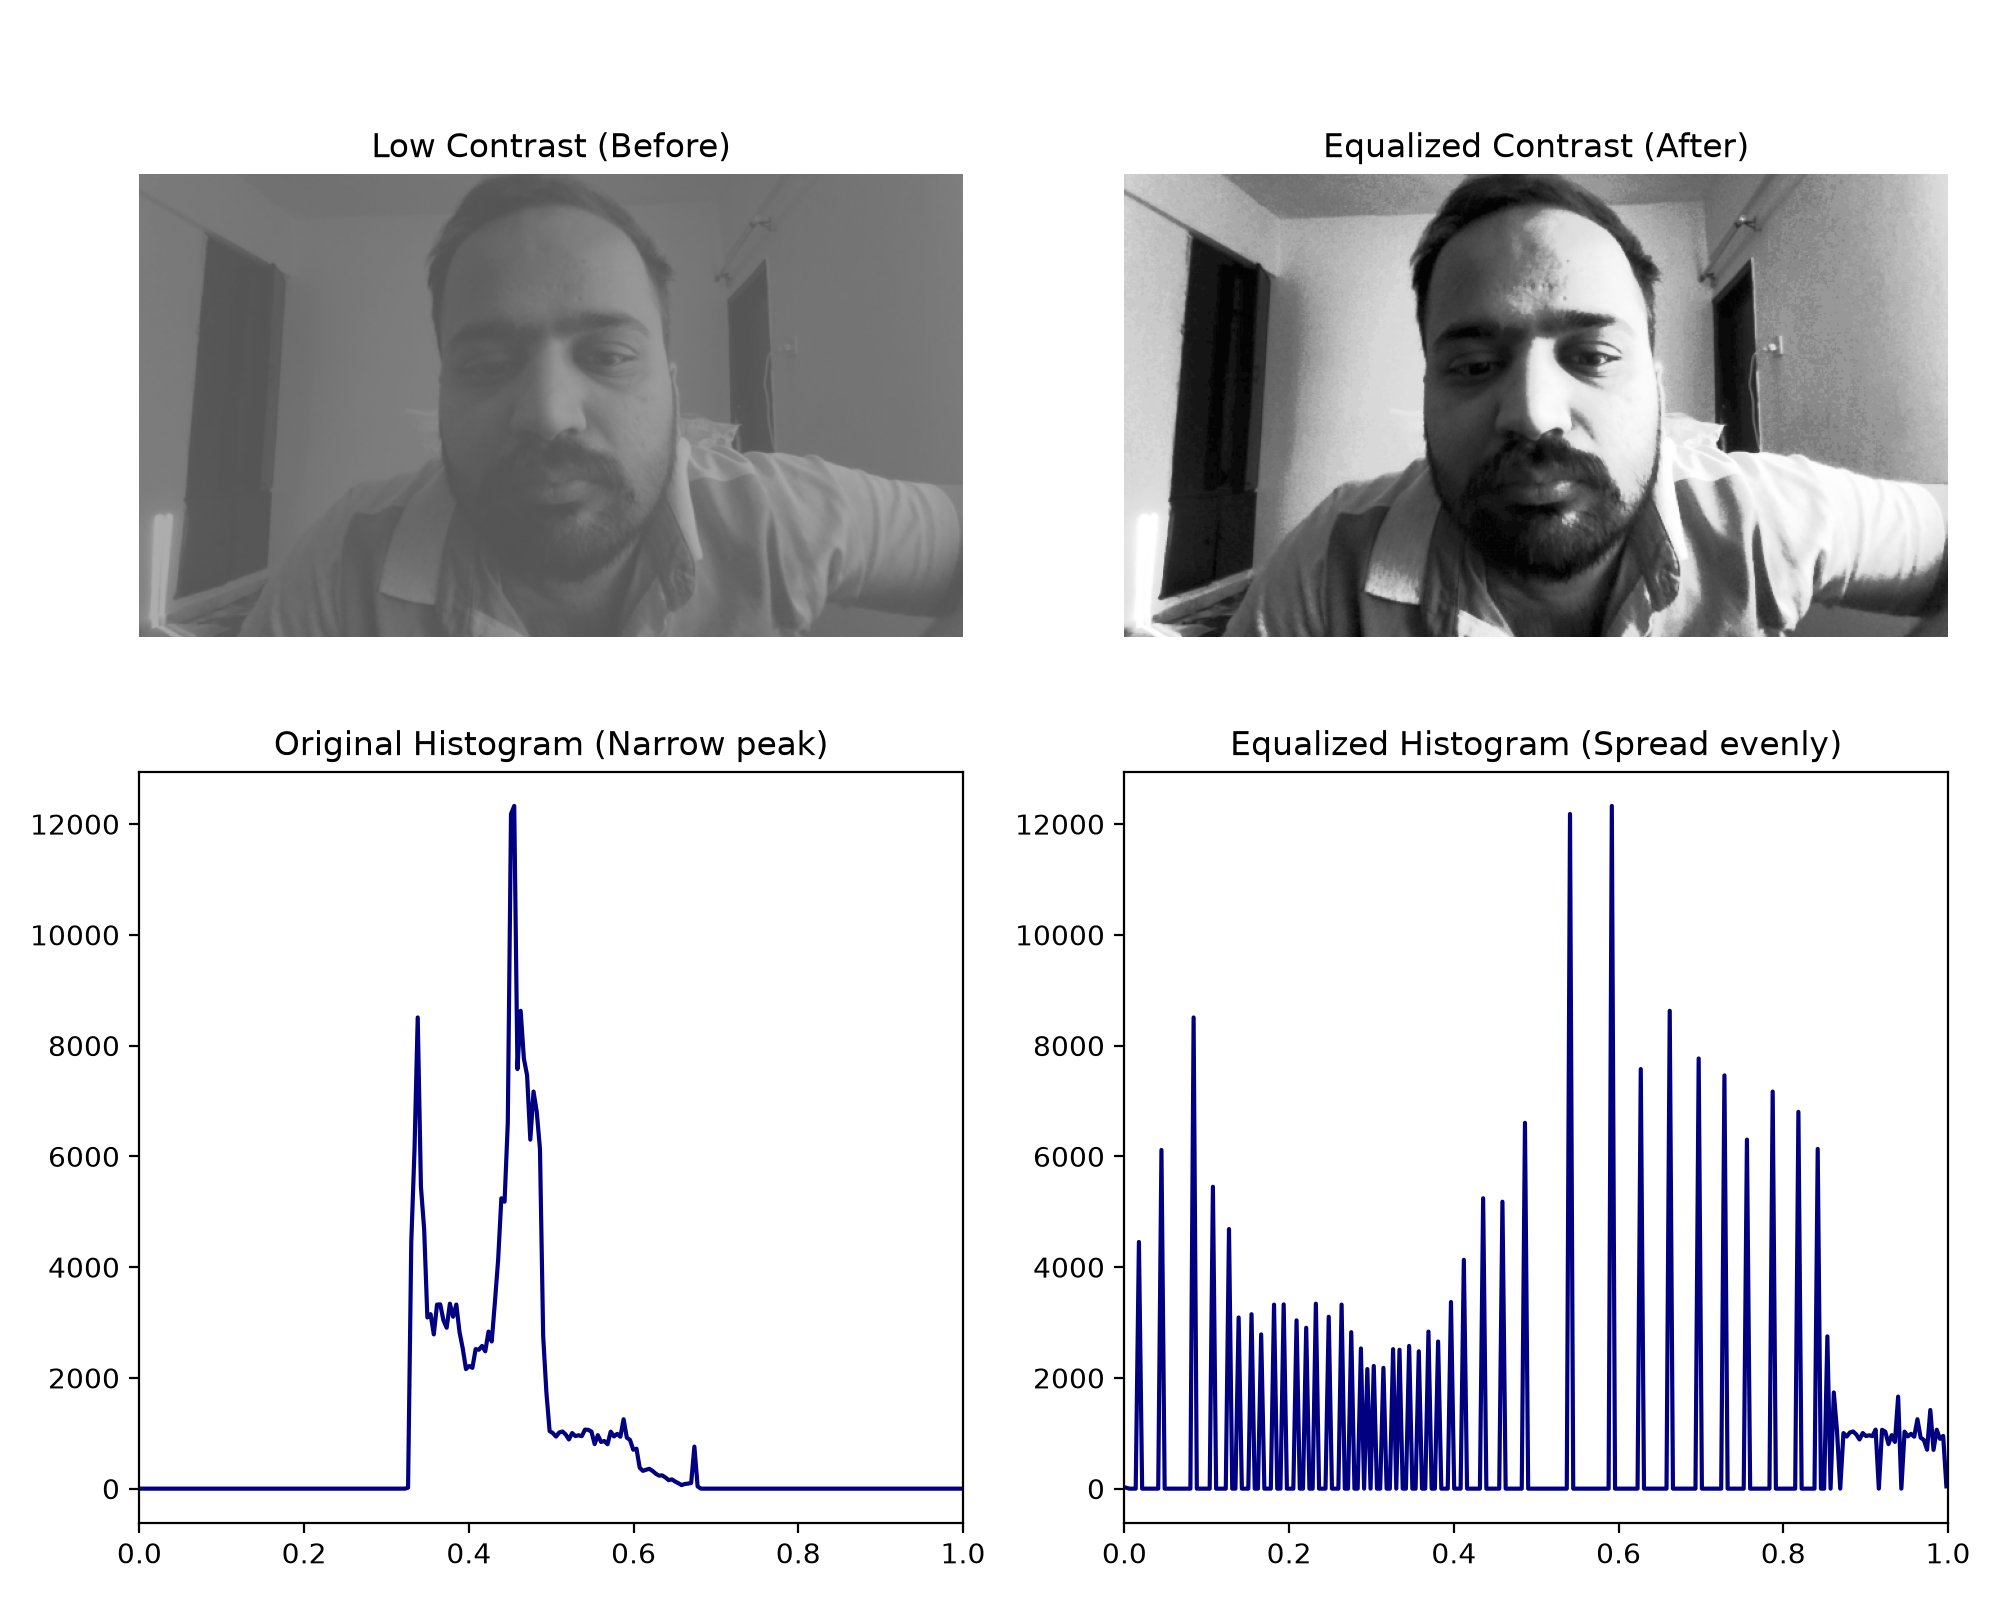 Low Contrast (Before)
Equalized Contrast (After)
Original Histogram (Narrow peak)
12000
10000
8000
6000
4000
2000
0
0.0 0.2 0.4 0.6 0.8 1.0
Equalized Histogram (Spread evenly)
12000
10000
8000
6000
4000
2000
0
0.0 0.2 0.4 0.6 0.8 1.0